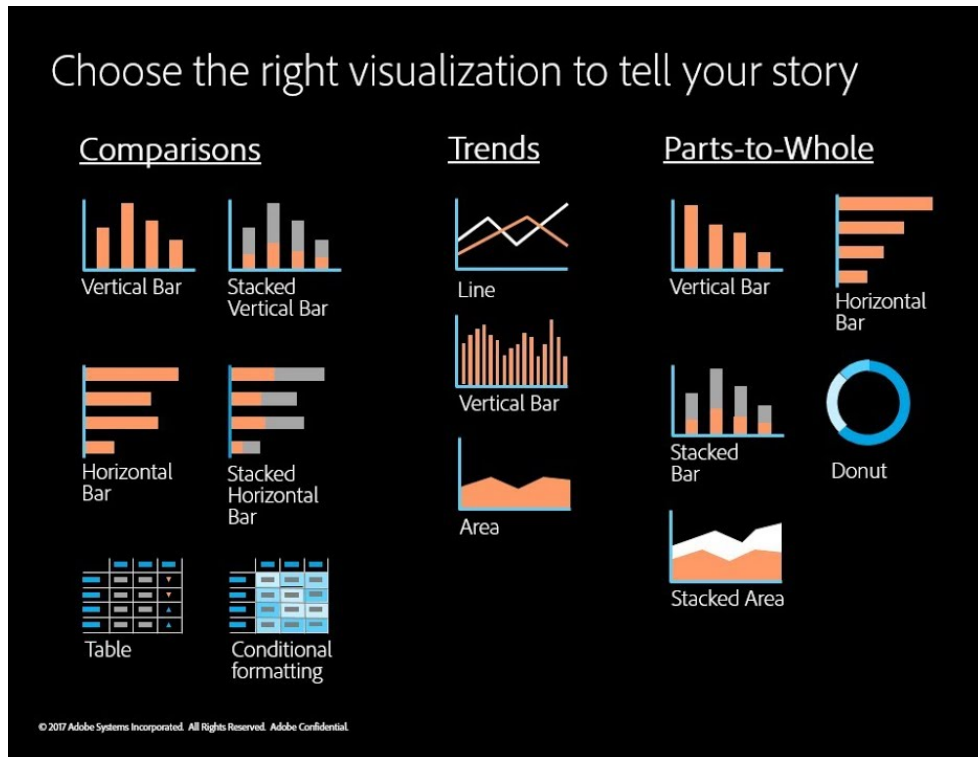 Choose the right visualization to tell your story
Comparisons
Vertical Bar
Stacked
Vertical Bar
Horizontal
Bar
Stacked
Horizontal
Bar
Table
Conditional
formatting
Trends
Line
Vertical Bar
Area
Parts-to-Whole
Vertical Bar
Horizontal
Bar
Stacked
Bar
Donut
Stacked Area
© 2017 Adobe Systems Incorporated. All Rights Reserved. Adobe Confidential.